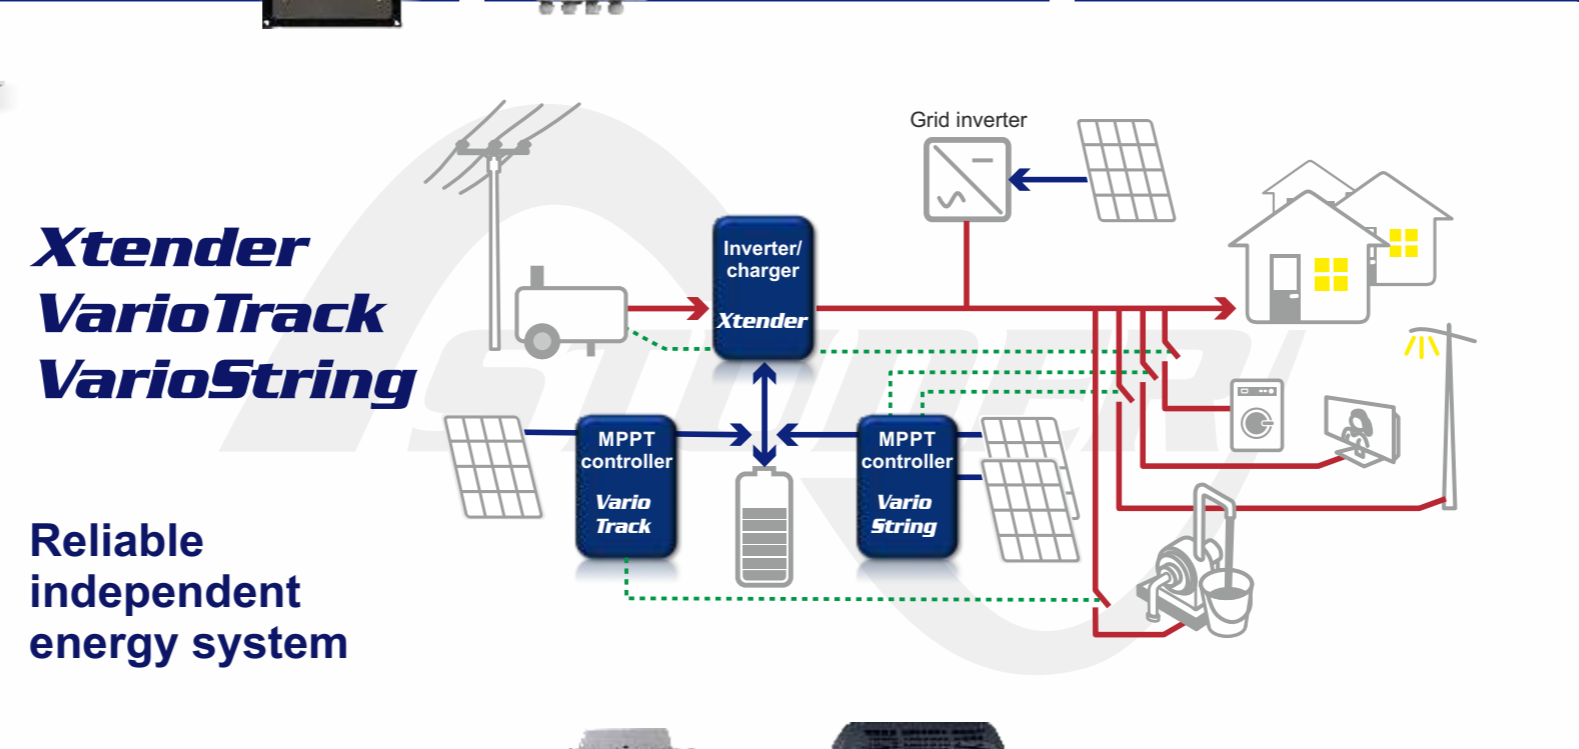 Grid inverter
Xtender
VarioTrack
VarioString
Inverter/
charger
Xtender
MPPT
controller
Vario
Track
MPPT
controller
Vario
String
STUDER
Reliable
independent
energy system